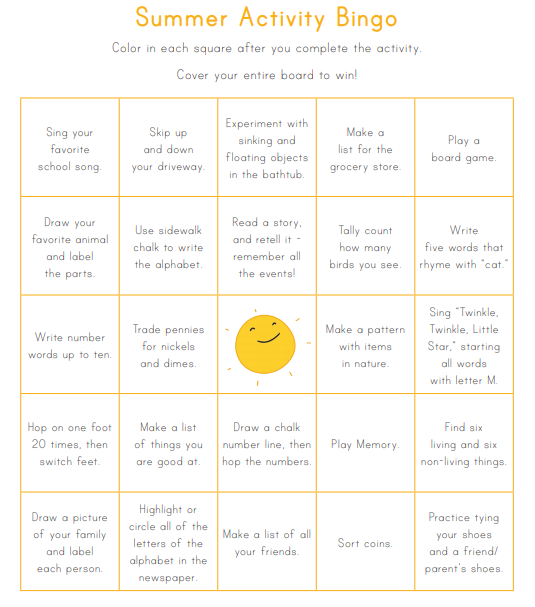 Summer Activity Bingo
Color in each square after you complete the activity.
Cover your entire board to win!
Sing your
favorite
school song.
Skip up
and down
your driveway.
Experiment with
sinking and
floating objects
in the bathtub.
Make a
list for the
grocery store.
Play a
board game.
Draw your
favorite animal
and label
the parts.
Use sidewalk
chalk to write
the alphabet.
Read a story,
and retell it -
remember all
the events!
Tally count
how many
birds you see.
Write
five words that
rhyme with “cat.”
Write number
words up to ten.
Trade pennies
for nickels
and dimes.
Make a pattern
with items
in nature.
Sing “Twinkle,
Twinkle, Little
Star,” starting
all words
with letter M.
Hop on one foot
20 times, then
switch feet.
Make a list
of things you
are good at.
Draw a chalk
number line, then
hop the numbers.
Play Memory.
Find six
living and six
non-living things.
Draw a picture
of your family
and label
each person.
Highlight or
circle all of the
letters of the
alphabet in the
newspaper.
Make a list of all
your friends.
Sort coins.
Practice tying
your shoes
and a friend/
parent’s shoes.